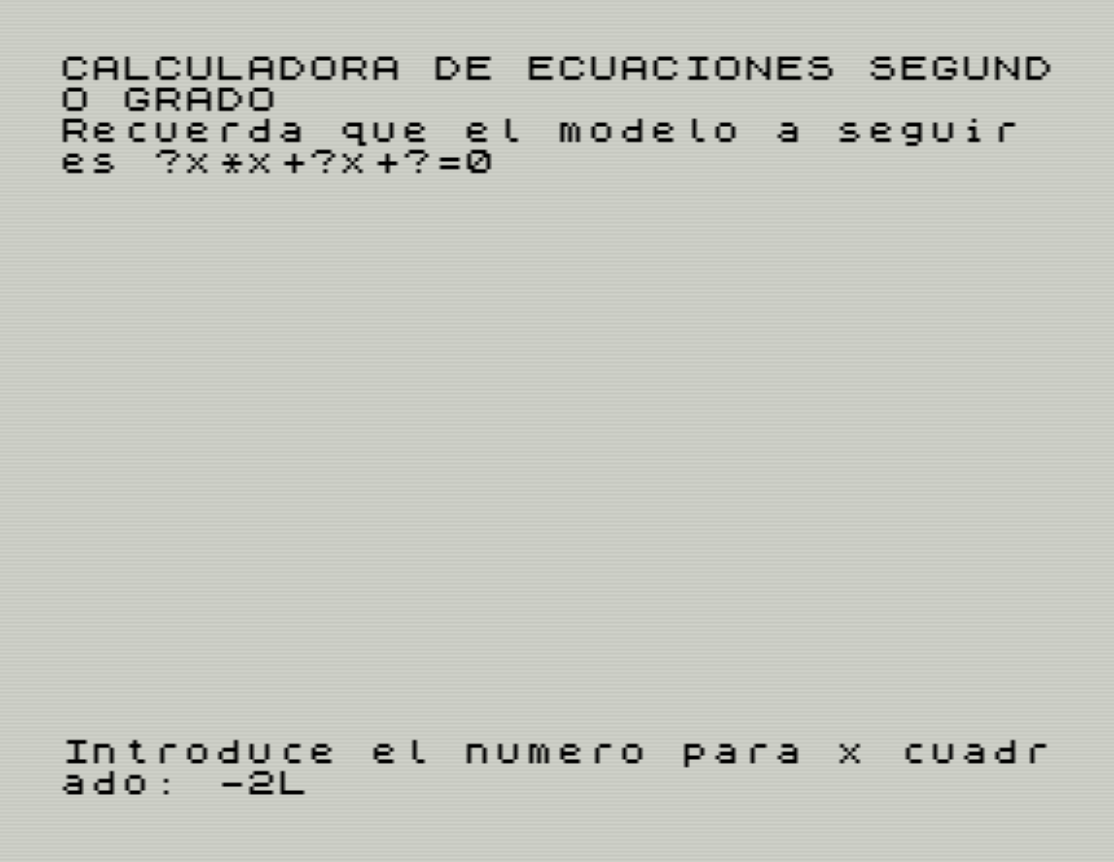 CALCULADORA DE ECUACIONES SEGUND
O GRADO
Recuerda que el modelo a seguir
es ?x*x+?x+?=0
Introduce el numero para x cuadr
ado: -2L